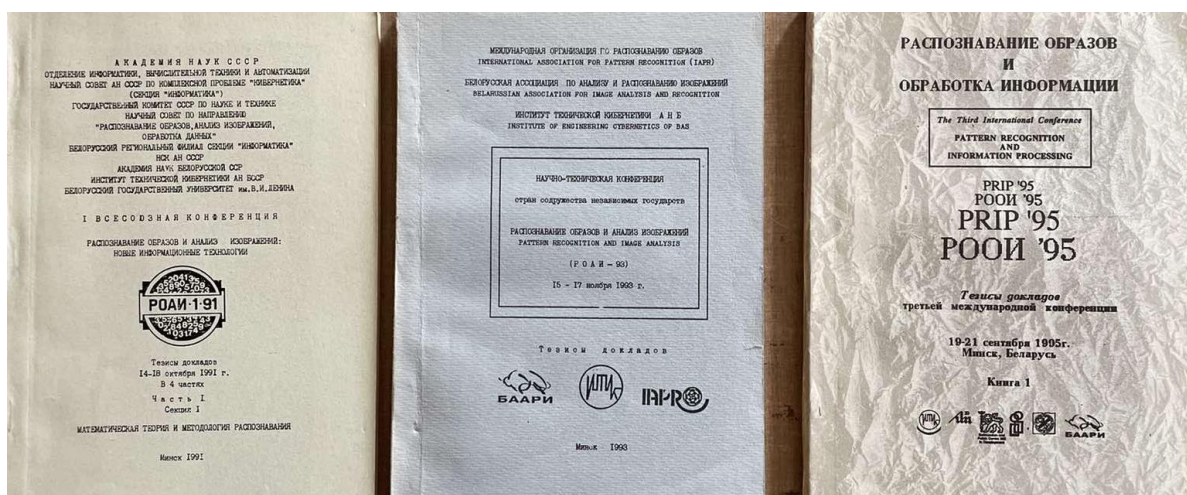 АКАДЕМИЯ НАУК СССР
ОТДЕЛЕНИЕ ИНФОРМАТИКИ, ВЫЧИСЛИТЕЛЬНОЙ ТЕХНИКИ И АВТОМАТИЗАЦИИ
НАУЧНЫЙ СОВЕТ АН СССР ПО КОМПЛЕКСНОЙ ПРОБЛЕМЕ "КИБЕРНЕТИКА"
(СЕКЦИЯ "ИНФОРМАТИКА")
ГОСУДАРСТВЕННЫЙ КОМИТЕТ СССР ПО НАУКЕ И ТЕХНИКЕ
НАУЧНЫЙ СОВЕТ ПО НАПРАВЛЕНИЮ
"РАСПОЗНАВАНИЕ ОБРАЗОВ, АНАЛИЗ ИЗОБРАЖЕНИЙ,
ОБРАБОТКА ДАННЫХ"
БЕЛОРУССКИЙ РЕГИОНАЛЬНЫЙ ФИЛИАЛ СЕКЦИИ "ИНФОРМАТИКА"
НСК АН СССР
АКАДЕМИЯ НАУК БЕЛОРУССКОЙ ССР
ИНСТИТУТ ТЕХНИЧЕСКОЙ КИБЕРНЕТИКИ АН БССР
БЕЛОРУССКИЙ ГОСУДАРСТВЕННЫЙ УНИВЕРСИТЕТ им.В.И.ЛЕНИНА
I ВСЕСОЮЗНАЯ КОНФЕРЕНЦИЯ
РАСПОЗНАВАНИЕ ОБРАЗОВ И АНАЛИЗ ИЗОБРАЖЕНИЙ:
НОВЫЕ ИНФОРМАЦИОННЫЕ ТЕХНОЛОГИИ
РОАИ·1·91
Тезисы докладов
14-18 октября 1991 г.
В 4 частях
Часть I
Секция I
МАТЕМАТИЧЕСКАЯ ТЕОРИЯ И МЕТОДОЛОГИЯ РАСПОЗНАВАНИЯ
Минск 1991
МЕЖДУНАРОДНАЯ ОРГАНИЗАЦИЯ ПО РАСПОЗНАВАНИЮ ОБРАЗОВ
INTERNATIONAL ASSOCIATION FOR PATTERN RECOGNITION (IAPR)
БЕЛОРУССКАЯ АССОЦИАЦИЯ ПО АНАЛИЗУ И РАСПОЗНАВАНИЮ ИЗОБРАЖЕНИЙ
BELARUSSIAN ASSOCIATION FOR IMAGE ANALYSIS AND RECOGNITION
ИНСТИТУТ ТЕХНИЧЕСКОЙ КИБЕРНЕТИКИ А Н Б
INSTITUTE OF ENGINEERING CYBERNETICS OF BAS
НАУЧНО-ТЕХНИЧЕСКАЯ КОНФЕРЕНЦИЯ
стран содружества независимых государств
РАСПОЗНАВАНИЕ ОБРАЗОВ И АНАЛИЗ ИЗОБРАЖЕНИЙ
PATTERN RECOGNITION AND IMAGE ANALYSIS
(РОАИ - 93)
15 - 17 ноября 1993 г.
Тезисы докладов
БААРИ
ИТК
IAPR
Минск 1993
РАСПОЗНАВАНИЕ ОБРАЗОВ
И
ОБРАБОТКА ИНФОРМАЦИИ
The Third International Conference
PATTERN RECOGNITION
AND
INFORMATION PROCESSING
PRIP '95
РООИ '95
PRIP '95
РООИ '95
Тезисы докладов
третьей международной конференции
19-21 сентября 1995г.
Минск, Беларусь
Книга 1
ИТК
БААРИ